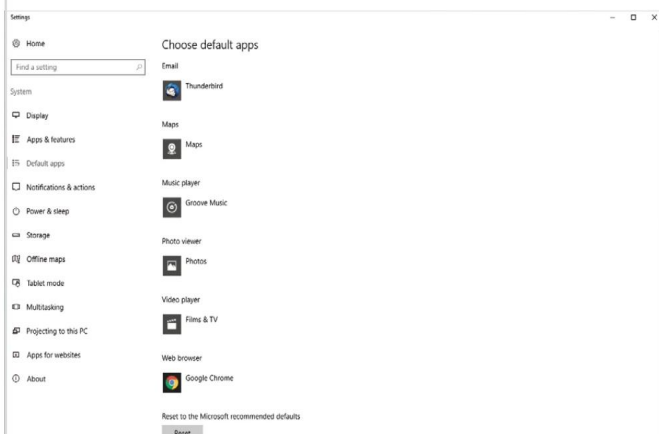 Settings
Home
Find a setting
System
Display
Apps & features
Default apps
Notifications & actions
Power & sleep
Storage
Offline maps
Tablet mode
Multitasking
Projecting to this PC
Apps for websites
About
Choose default apps
Email
Thunderbird
Maps
Maps
Music player
Groove Music
Photo viewer
Photos
Video player
Films & TV
Web browser
Google Chrome
Reset to the Microsoft recommended defaults
Reset